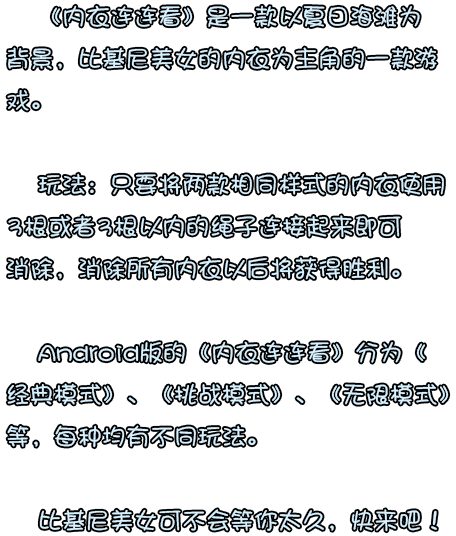 《内衣连连看》是一款以夏日海滩为
背景，比基尼美女的内衣为主角的一款游
戏。
玩法：只要将两款相同样式的内衣使用
3根或者3根以内的绳子连接起来即可
消除，消除所有内衣以后将获得胜利。
Android版的《内衣连连看》分为《
经典模式》、《挑战模式》、《无限模式》
等，每种均有不同玩法。
比基尼美女可不会等你太久，快来吧！